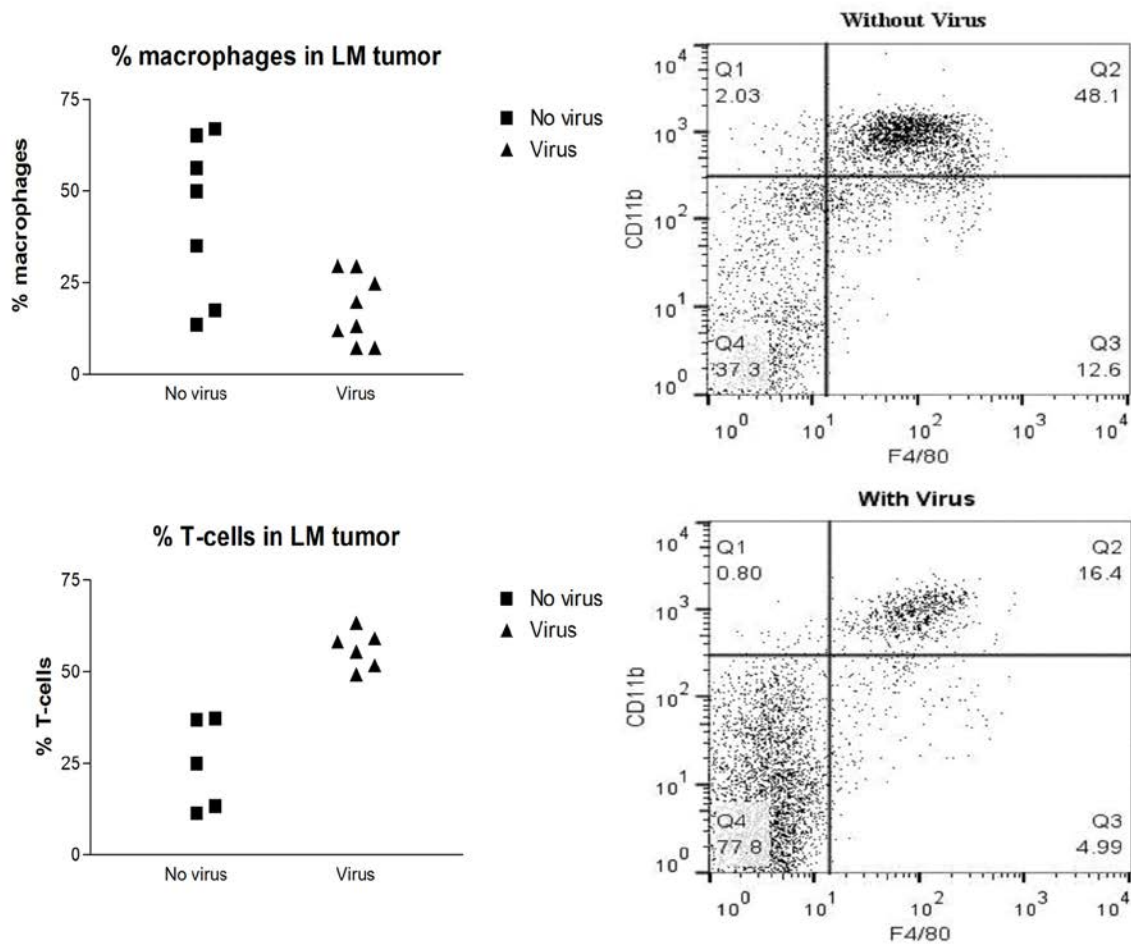 % macrophages in LM tumor
75
50
25
0
% macrophages
No virus
Virus
■ No virus
▲ Virus
Without Virus
10^4
10^3
10^2
10^1
10^0
CD11b
Q1
2.03
Q2
48.1
Q4
37.3
Q3
12.6
10^0 10^1 10^2 10^3 10^4
F4/80
% T-cells in LM tumor
75
50
25
0
% T-cells
No virus
Virus
■ No virus
▲ Virus
With Virus
10^4
10^3
10^2
10^1
10^0
CD11b
Q1
0.80
Q2
16.4
Q4
77.8
Q3
4.99
10^0 10^1 10^2 10^3 10^4
F4/80